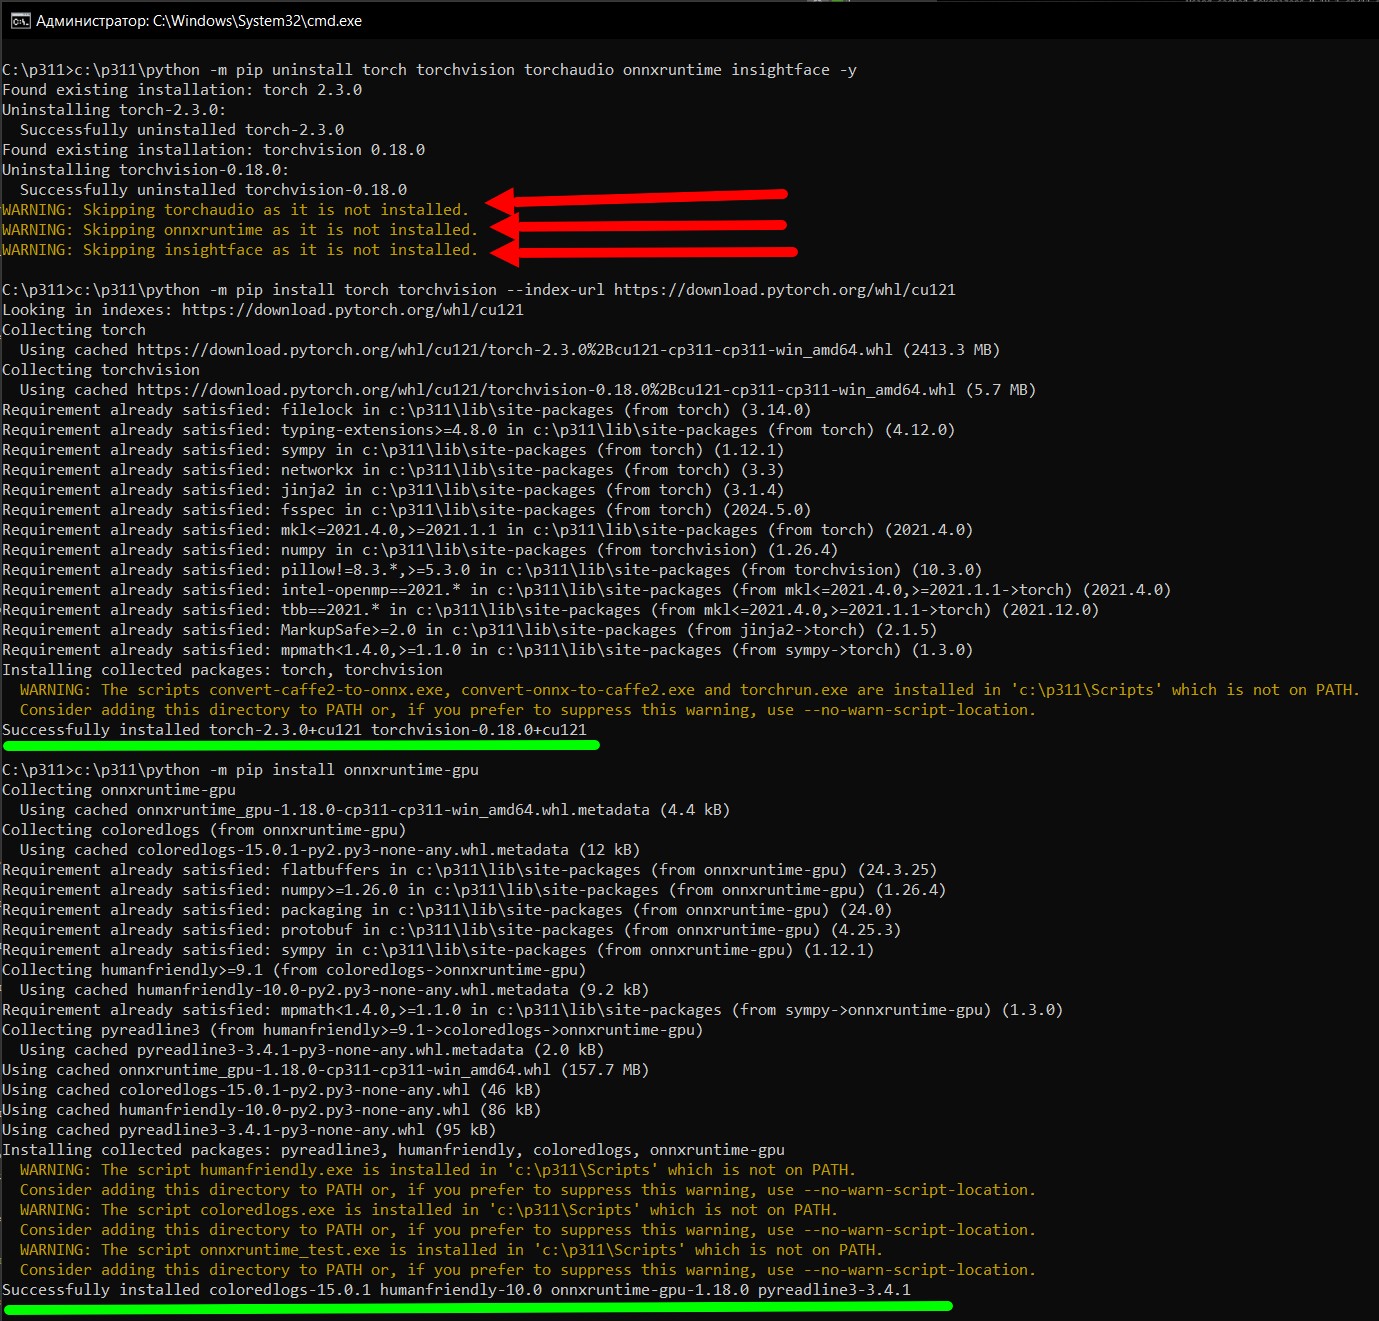 Администратор: C:\Windows\System32\cmd.exe
C:\p311>c:\p311\python -m pip uninstall torch torchvision torchaudio onnxruntime insightface -y
Found existing installation: torch 2.3.0
Uninstalling torch-2.3.0:
  Successfully uninstalled torch-2.3.0
Found existing installation: torchvision 0.18.0
Uninstalling torchvision-0.18.0:
  Successfully uninstalled torchvision-0.18.0
WARNING: Skipping torchaudio as it is not installed.
WARNING: Skipping onnxruntime as it is not installed.
WARNING: Skipping insightface as it is not installed.
C:\p311>c:\p311\python -m pip install torch torchvision --index-url https://download.pytorch.org/whl/cu121
Looking in indexes: https://download.pytorch.org/whl/cu121
Collecting torch
  Using cached https://download.pytorch.org/whl/cu121/torch-2.3.0%2Bcu121-cp311-cp311-win_amd64.whl (2413.3 MB)
Collecting torchvision
  Using cached https://download.pytorch.org/whl/cu121/torchvision-0.18.0%2Bcu121-cp311-cp311-win_amd64.whl (5.7 MB)
Requirement already satisfied: filelock in c:\p311\lib\site-packages (from torch) (3.14.0)
Requirement already satisfied: typing-extensions>=4.8.0 in c:\p311\lib\site-packages (from torch) (4.12.0)
Requirement already satisfied: sympy in c:\p311\lib\site-packages (from torch) (1.12.1)
Requirement already satisfied: networkx in c:\p311\lib\site-packages (from torch) (3.3)
Requirement already satisfied: jinja2 in c:\p311\lib\site-packages (from torch) (3.1.4)
Requirement already satisfied: fsspec in c:\p311\lib\site-packages (from torch) (2024.5.0)
Requirement already satisfied: mkl<=2021.4.0,>=2021.1.1 in c:\p311\lib\site-packages (from torch) (2021.4.0)
Requirement already satisfied: numpy in c:\p311\lib\site-packages (from torchvision) (1.26.4)
Requirement already satisfied: pillow!=8.3.*,>=5.3.0 in c:\p311\lib\site-packages (from torchvision) (10.3.0)
Requirement already satisfied: intel-openmp==2021.* in c:\p311\lib\site-packages (from mkl<=2021.4.0,>=2021.1.1->torch) (2021.4.0)
Requirement already satisfied: tbb==2021.* in c:\p311\lib\site-packages (from mkl<=2021.4.0,>=2021.1.1->torch) (2021.12.0)
Requirement already satisfied: MarkupSafe>=2.0 in c:\p311\lib\site-packages (from jinja2->torch) (2.1.5)
Requirement already satisfied: mpmath<1.4.0,>=1.1.0 in c:\p311\lib\site-packages (from sympy->torch) (1.3.0)
Installing collected packages: torch, torchvision
  WARNING: The scripts convert-caffe2-to-onnx.exe, convert-onnx-to-caffe2.exe and torchrun.exe are installed in 'c:\p311\Scripts' which is not on PATH.
  Consider adding this directory to PATH or, if you prefer to suppress this warning, use --no-warn-script-location.
Successfully installed torch-2.3.0+cu121 torchvision-0.18.0+cu121
C:\p311>c:\p311\python -m pip install onnxruntime-gpu
Collecting onnxruntime-gpu
  Using cached onnxruntime_gpu-1.18.0-cp311-cp311-win_amd64.whl.metadata (4.4 kB)
Collecting coloredlogs (from onnxruntime-gpu)
  Using cached coloredlogs-15.0.1-py2.py3-none-any.whl.metadata (12 kB)
Requirement already satisfied: flatbuffers in c:\p311\lib\site-packages (from onnxruntime-gpu) (24.3.25)
Requirement already satisfied: numpy>=1.26.0 in c:\p311\lib\site-packages (from onnxruntime-gpu) (1.26.4)
Requirement already satisfied: packaging in c:\p311\lib\site-packages (from onnxruntime-gpu) (24.0)
Requirement already satisfied: protobuf in c:\p311\lib\site-packages (from onnxruntime-gpu) (4.25.3)
Requirement already satisfied: sympy in c:\p311\lib\site-packages (from onnxruntime-gpu) (1.12.1)
Collecting humanfriendly>=9.1 (from coloredlogs->onnxruntime-gpu)
  Using cached humanfriendly-10.0-py2.py3-none-any.whl.metadata (9.2 kB)
Requirement already satisfied: mpmath<1.4.0,>=1.1.0 in c:\p311\lib\site-packages (from sympy->onnxruntime-gpu) (1.3.0)
Collecting pyreadline3 (from humanfriendly>=9.1->coloredlogs->onnxruntime-gpu)
  Using cached pyreadline3-3.4.1-py3-none-any.whl.metadata (2.0 kB)
Using cached onnxruntime_gpu-1.18.0-cp311-cp311-win_amd64.whl (157.7 MB)
Using cached coloredlogs-15.0.1-py2.py3-none-any.whl (46 kB)
Using cached humanfriendly-10.0-py2.py3-none-any.whl (86 kB)
Using cached pyreadline3-3.4.1-py3-none-any.whl (95 kB)
Installing collected packages: pyreadline3, humanfriendly, coloredlogs, onnxruntime-gpu
  WARNING: The script humanfriendly.exe is installed in 'c:\p311\Scripts' which is not on PATH.
  Consider adding this directory to PATH or, if you prefer to suppress this warning, use --no-warn-script-location.
  WARNING: The script coloredlogs.exe is installed in 'c:\p311\Scripts' which is not on PATH.
  Consider adding this directory to PATH or, if you prefer to suppress this warning, use --no-warn-script-location.
  WARNING: The script onnxruntime_test.exe is installed in 'c:\p311\Scripts' which is not on PATH.
  Consider adding this directory to PATH or, if you prefer to suppress this warning, use --no-warn-script-location.
Successfully installed coloredlogs-15.0.1 humanfriendly-10.0 onnxruntime-gpu-1.18.0 pyreadline3-3.4.1